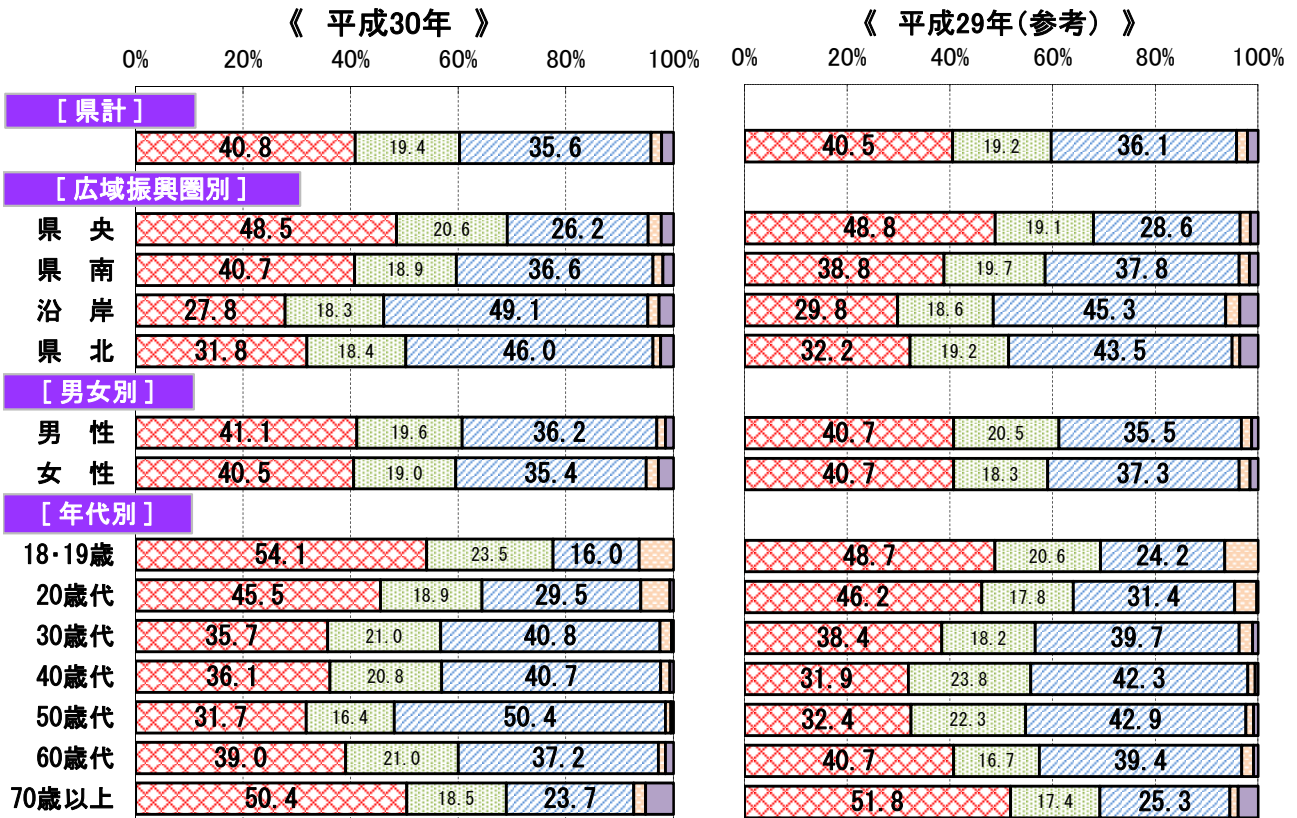 《 平成30年 》 《 平成29年(参考) 》
0% 20% 40% 60% 80% 100% 0% 20% 40% 60% 80% 100%
[ 県計 ]
40.8 19.4 35.6 40.5 19.2 36.1
[ 広域振興圏別 ]
県 央 48.5 20.6 26.2 48.8 19.1 28.6
県 南 40.7 18.9 36.6 38.8 19.7 37.8
沿 岸 27.8 18.3 49.1 29.8 18.6 45.3
県 北 31.8 18.4 46.0 32.2 19.2 43.5
[ 男女別 ]
男 性 41.1 19.6 36.2 40.7 20.5 35.5
女 性 40.5 19.0 35.4 40.7 18.3 37.3
[ 年代別 ]
18・19歳 54.1 23.5 16.0 48.7 20.6 24.2
20歳代 45.5 18.9 29.5 46.2 17.8 31.4
30歳代 35.7 21.0 40.8 38.4 18.2 39.7
40歳代 36.1 20.8 40.7 31.9 23.8 42.3
50歳代 31.7 16.4 50.4 32.4 22.3 42.9
60歳代 39.0 21.0 37.2 40.7 16.7 39.4
70歳以上 50.4 18.5 23.7 51.8 17.4 25.3